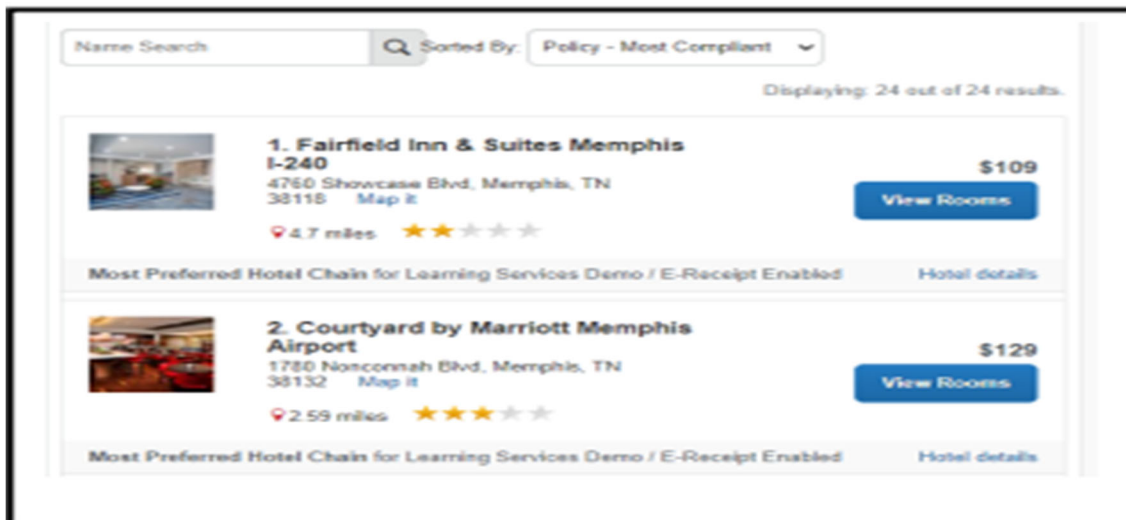 Name Search
Sorted By: Policy - Most Compliant
Displaying: 24 out of 24 results.
1. Fairfield Inn & Suites Memphis
I-240
$109
4760 Showcase Blvd, Memphis, TN
38118 Map it
View Rooms
4.7 miles
Most Preferred Hotel Chain for Learning Services Demo / E-Receipt Enabled Hotel details
2. Courtyard by Marriott Memphis
Airport
$129
1780 Nonconnah Blvd, Memphis, TN
38132 Map it
View Rooms
2.59 miles
Most Preferred Hotel Chain for Learning Services Demo / E-Receipt Enabled Hotel details